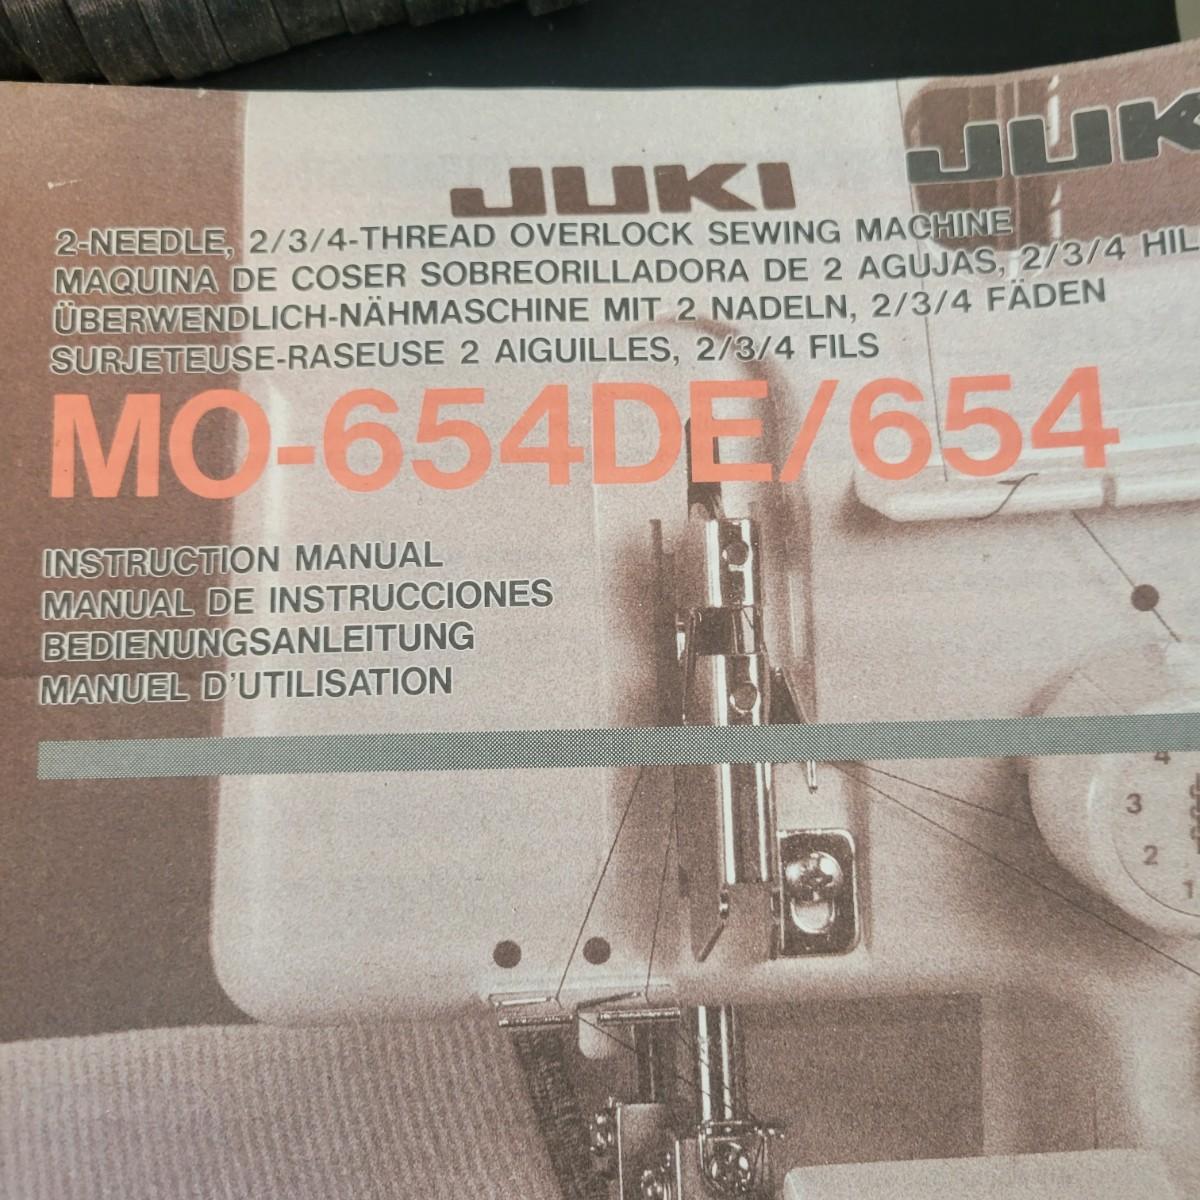 JUKI
JUK
2-NEEDLE, 2/3/4-THREAD OVERLOCK SEWING MACHINE
MAQUINA DE COSER SOBREORILLADORA DE 2 AGUJAS, 2/3/4 HIL
ÜBERWENDLICH-NÄHMASCHINE MIT 2 NADELN, 2/3/4 FÄDEN
SURJETEUSE-RASEUSE 2 AIGUILLES, 2/3/4 FILS
MO-654DE/654
INSTRUCTION MANUAL
MANUAL DE INSTRUCCIONES
BEDIENUNGSANLEITUNG
MANUEL D'UTILISATION
4
3
2
1